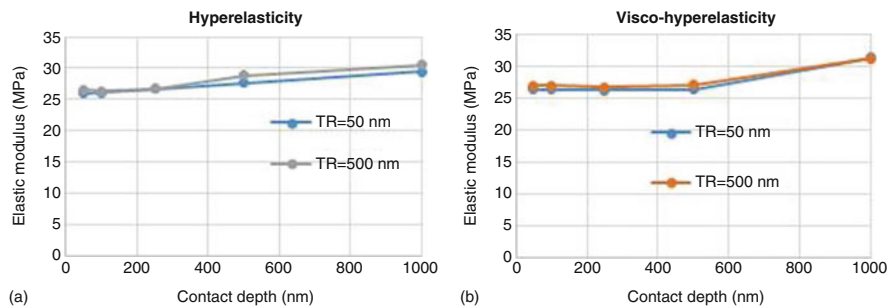 Hyperelasticity
Elastic modulus (MPa)
35
30
25
20
15
10
5
0
TR=50 nm
TR=500 nm
0 200 400 600 800 1000
(a) Contact depth (nm)
Visco-hyperelasticity
Elastic modulus (MPa)
35
30
25
20
15
10
5
0
TR=50 nm
TR=500 nm
0 200 400 600 800 1000
(b) Contact depth (nm)